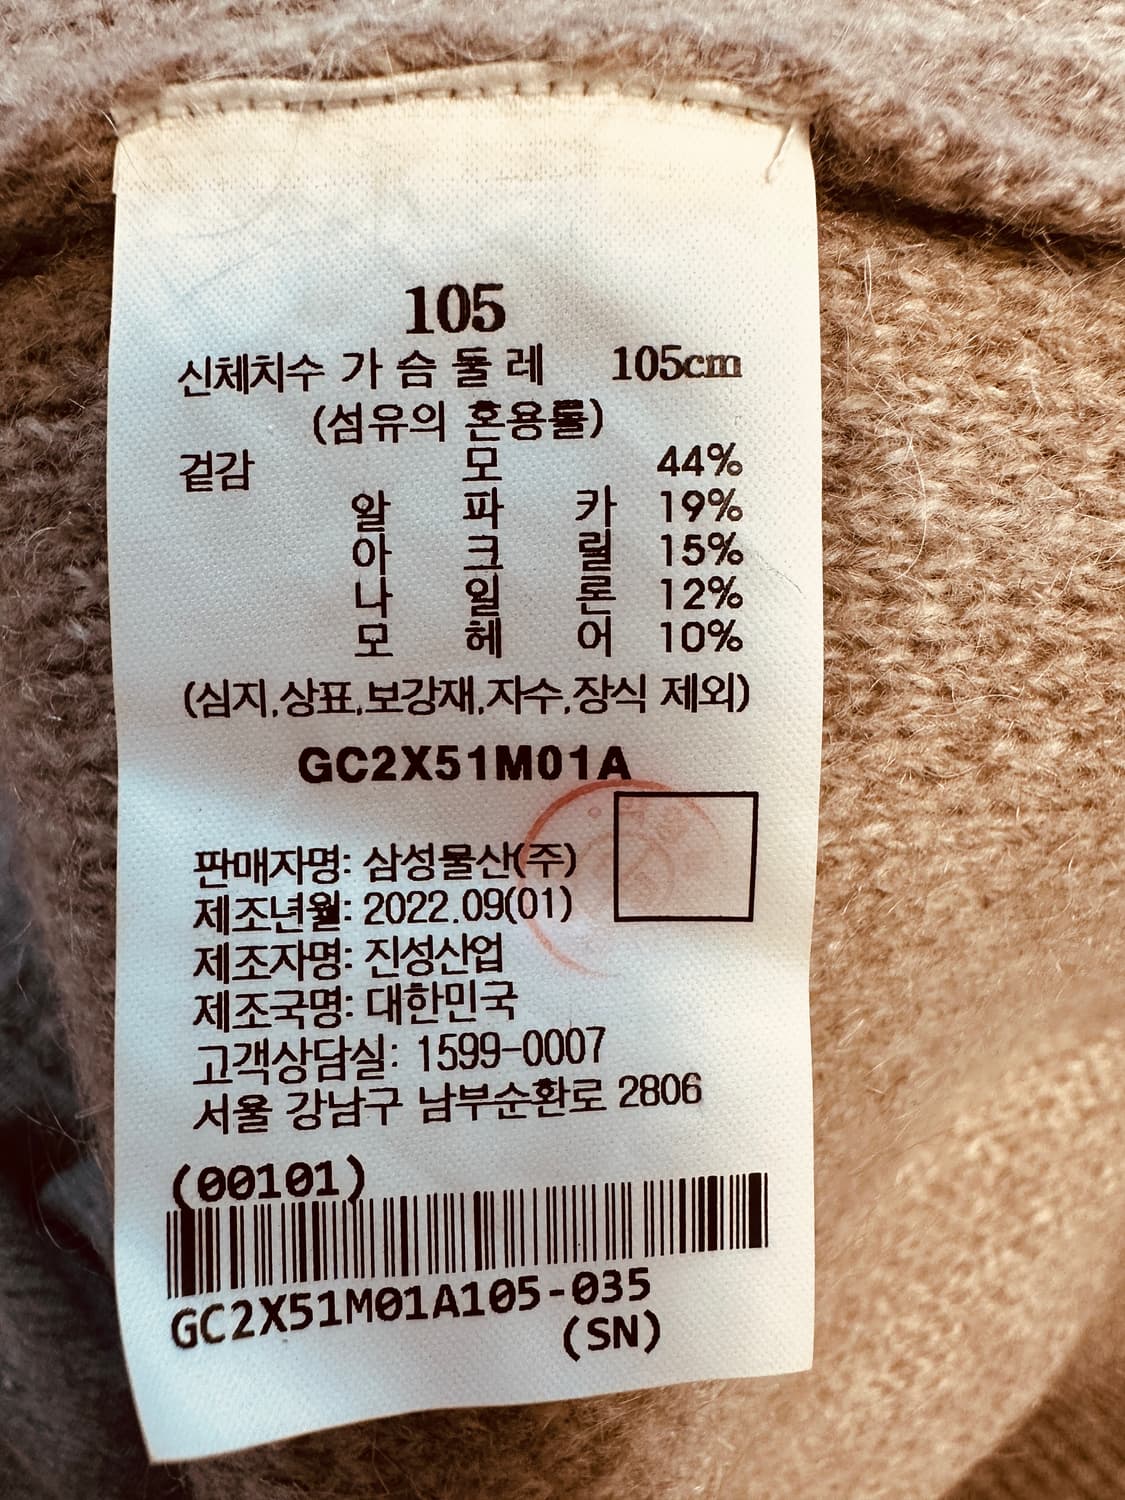 105
신체치수 가슴둘레 105cm
(섬유의 혼용률)
겉감 모 44%
알파카 19%
아크릴 15%
나일론 12%
모헤어 10%
(심지,상표,보강재,자수,장식 제외)
GC2X51M01A
판매자명: 삼성물산(주)
제조년월: 2022.09(01)
제조자명: 진성산업
제조국명: 대한민국
고객상담실: 1599-0007
서울 강남구 남부순환로 2806
(00101)
GC2X51M01A105-035
(SN)